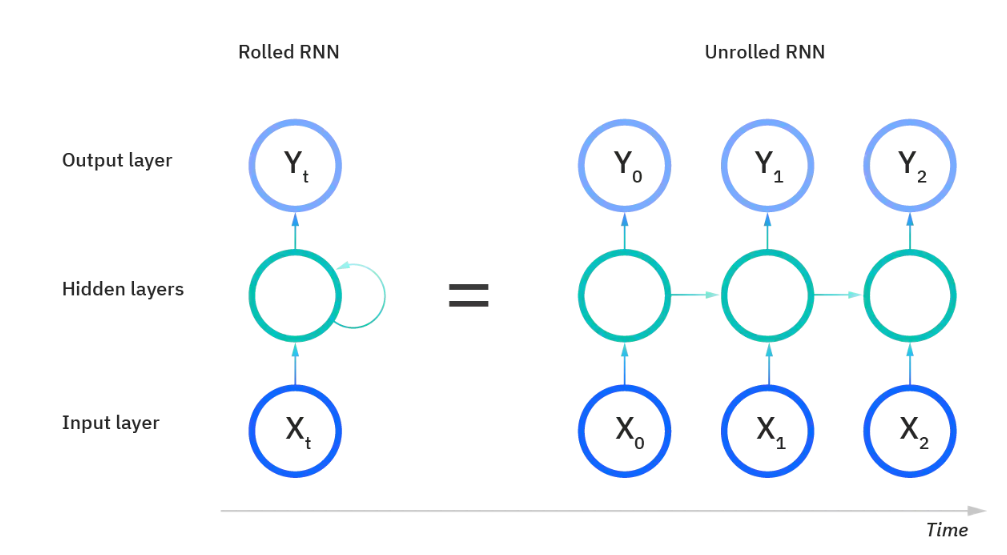 Rolled RNN Unrolled RNN
Output layer Yt Y0 Y1 Y2
Hidden layers
=
Input layer Xt X0 X1 X2
Time